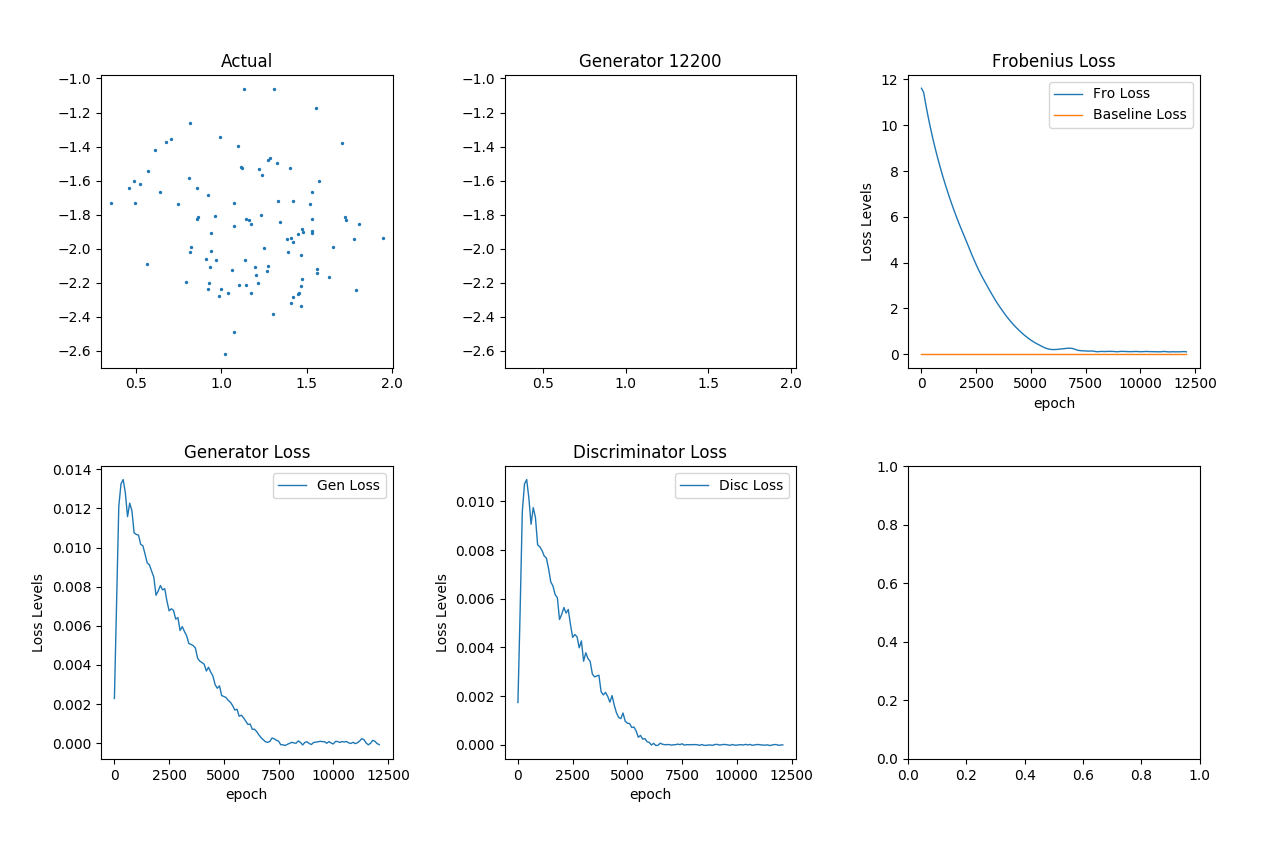 Actual
−1.0
−1.2
−1.4
−1.6
−1.8
−2.0
−2.2
−2.4
−2.6
0.5 1.0 1.5 2.0
Generator 12200
−1.0
−1.2
−1.4
−1.6
−1.8
−2.0
−2.2
−2.4
−2.6
0.5 1.0 1.5 2.0
Frobenius Loss
Fro Loss
Baseline Loss
Loss Levels
12
10
8
6
4
2
0
0 2500 5000 7500 10000 12500
epoch
Generator Loss
Gen Loss
Loss Levels
0.014
0.012
0.010
0.008
0.006
0.004
0.002
0.000
0 2500 5000 7500 10000 12500
epoch
Discriminator Loss
Disc Loss
Loss Levels
0.010
0.008
0.006
0.004
0.002
0.000
0 2500 5000 7500 10000 12500
epoch
1.0
0.8
0.6
0.4
0.2
0.0
0.0 0.2 0.4 0.6 0.8 1.0